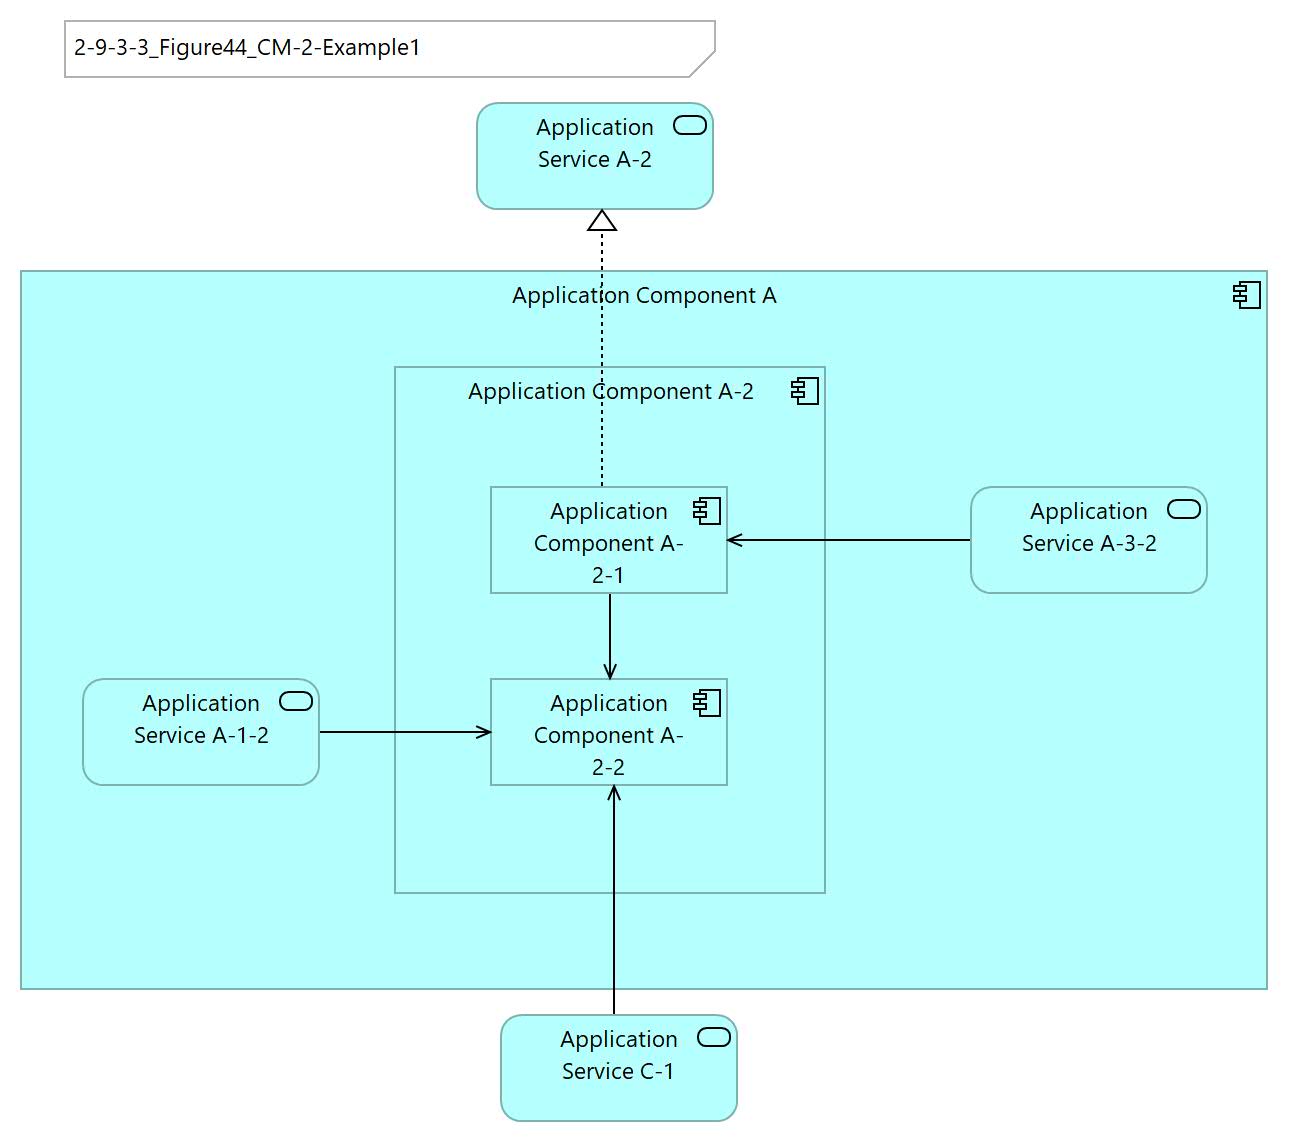 2-9-3-3_Figure44_CM-2-Example1
Application
Service A-2
Application Component A
Application Component A-2
Application
Component A-
2-1
Application
Service A-3-2
Application
Service A-1-2
Application
Component A-
2-2
Application
Service C-1